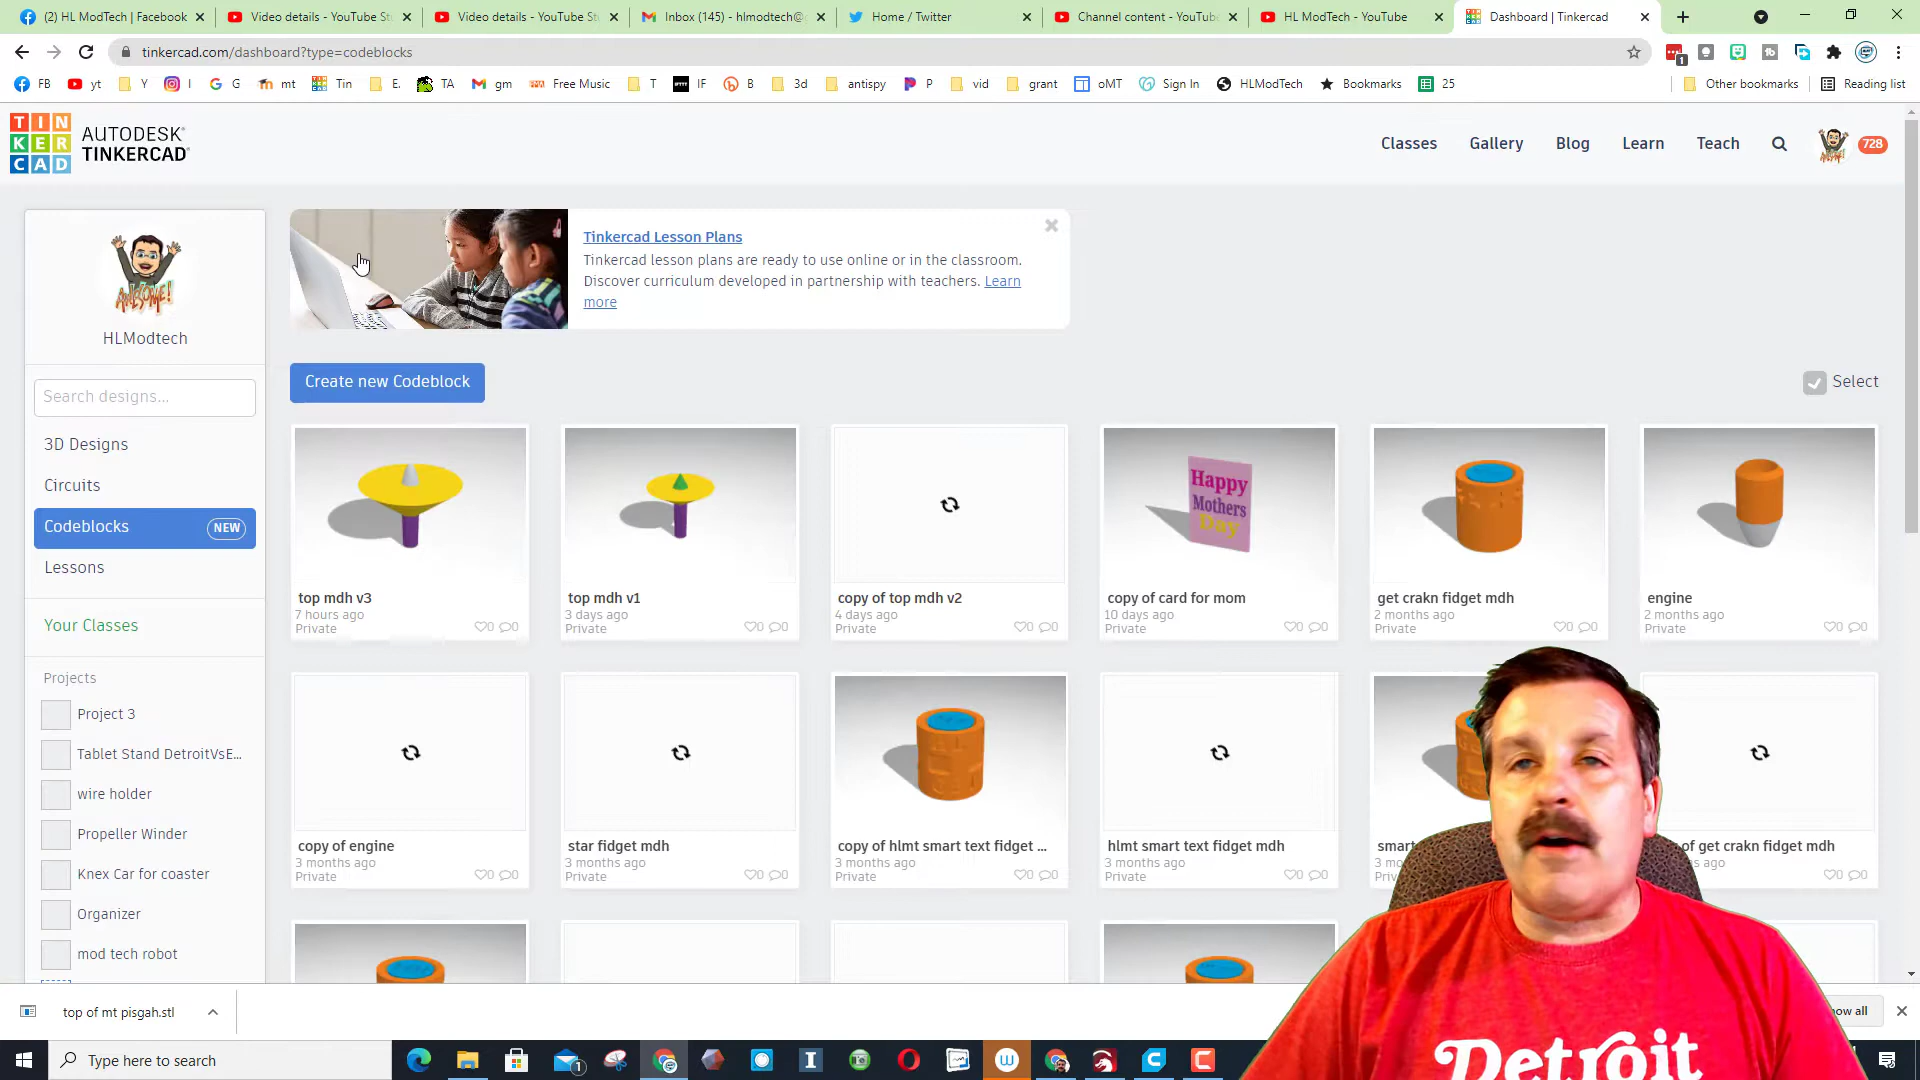 (2) HL ModTech | Facebook
Video details - YouTube St
Video details - YouTube St
Inbox (145) - hlmodtech@
Home / Twitter
Channel content - YouTube
HL ModTech - YouTube
Dashboard | Tinkercad
tinkercad.com/dashboard?type=codeblocks
1
FB
yt
Y
I
G
mt
Tin
E.
TA
gm
Free Music
T
IF
B
3d
antispy
P
vid
grant
oMT
Sign In
HLModTech
Bookmarks
25
Other bookmarks
Reading list
TIN
KER
CAD
AUTODESK®
TINKERCAD®
Classes
Gallery
Blog
Learn
Teach
728
AWESOME!
HLModtech
Search designs...
3D Designs
Circuits
Codeblocks NEW
Lessons
Your Classes
Projects
Project 3
Tablet Stand DetroitVsE...
wire holder
Propeller Winder
Knex Car for coaster
Organizer
mod tech robot
Tinkercad Lesson Plans
Tinkercad lesson plans are ready to use online or in the classroom.
Discover curriculum developed in partnership with teachers. Learn
more
Create new Codeblock
Select
top mdh v3
7 hours ago
Private
0 0
top mdh v1
3 days ago
Private
0 0
copy of top mdh v2
4 days ago
Private
0 0
Happy
Mothers
Day
copy of card for mom
10 days ago
Private
0 0
get crakn fidget mdh
2 months ago
Private
0 0
engine
2 months ago
Private
0 0
copy of engine
3 months ago
Private
0 0
star fidget mdh
3 months ago
Private
0 0
copy of hlmt smart text fidget ...
3 months ago
Private
0 0
hlmt smart text fidget mdh
3 months ago
Private
0 0
smart
3 mo
Priva
of get crakn fidget mdh
ago
0 0
top of mt pisgah.stl
ow all
Type here to search
1
Detroit